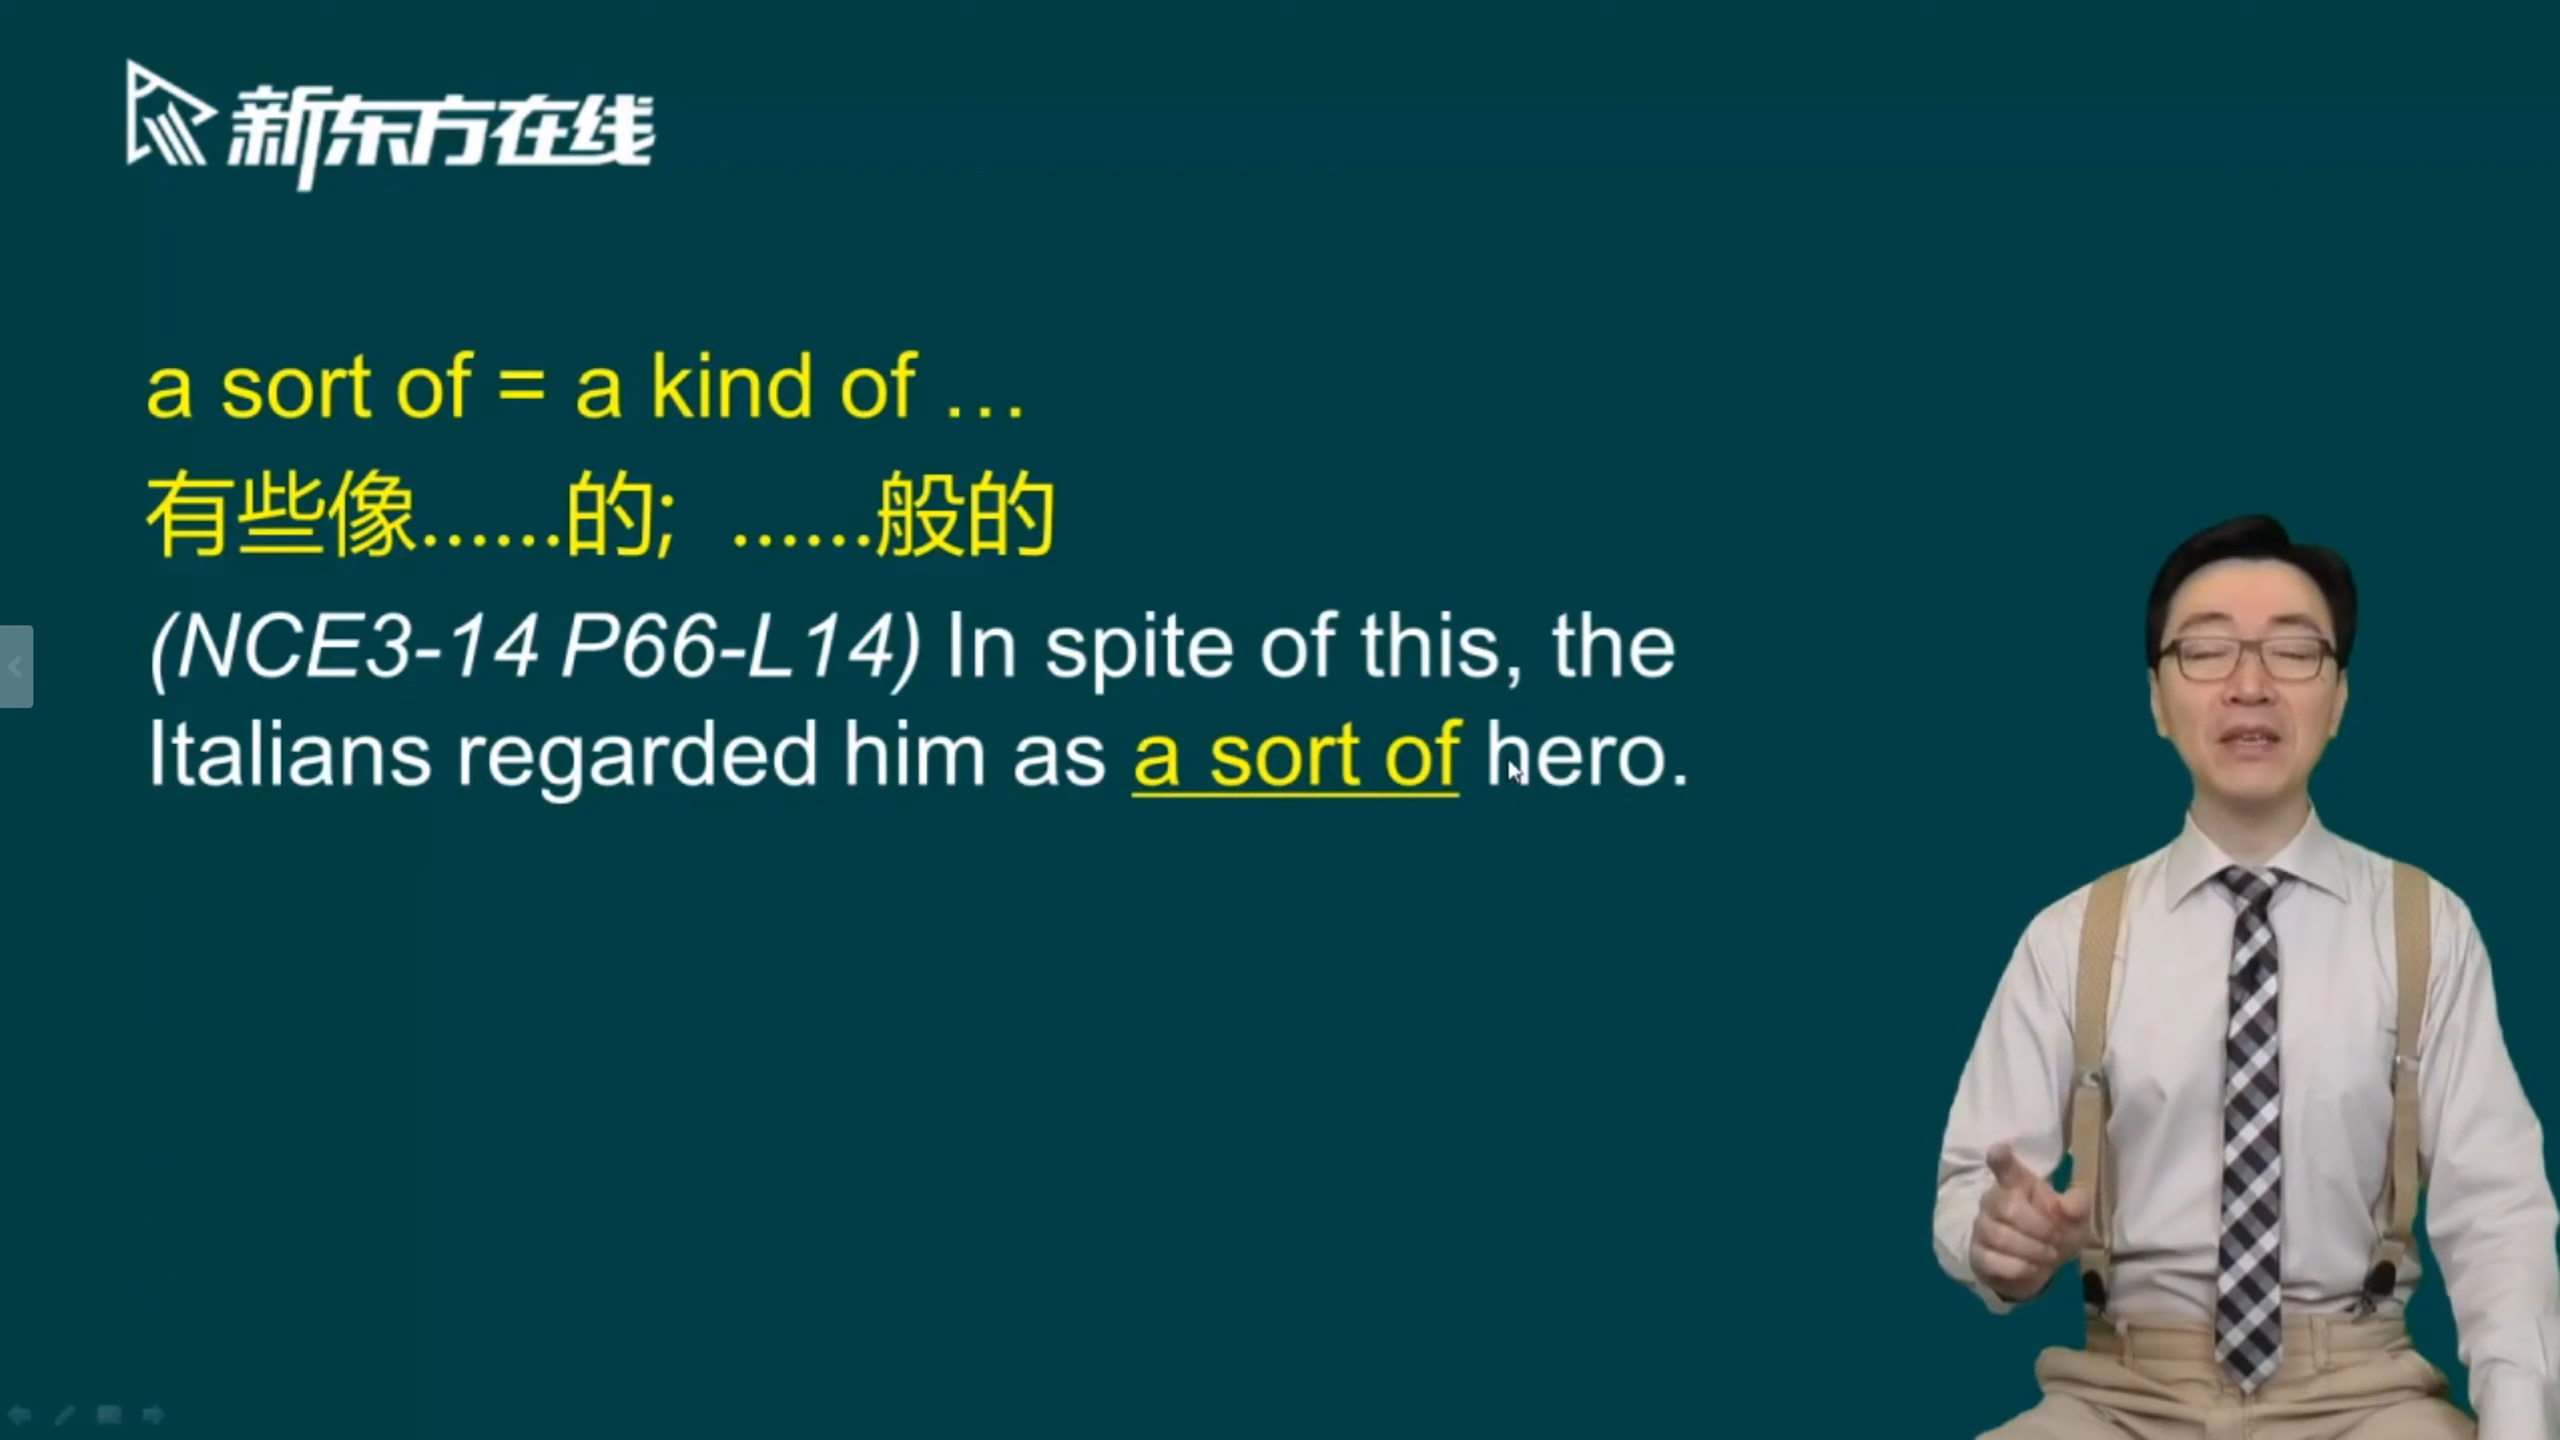 新东方在线
a sort of = a kind of …
有些像……的; ……般的
(NCE3-14 P66-L14) In spite of this, the
Italians regarded him as a sort of hero.